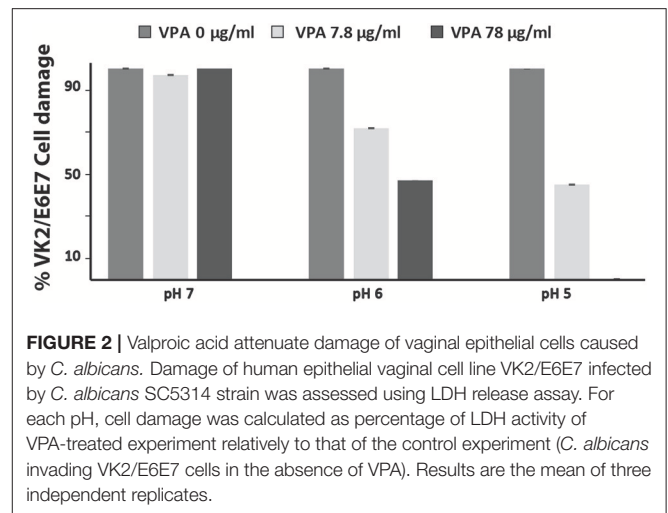 VPA 0 µg/ml VPA 7.8 µg/ml VPA 78 µg/ml
% VK2/E6E7 Cell damage
90
50
10
pH 7 pH 6 pH 5
FIGURE 2 | Valproic acid attenuate damage of vaginal epithelial cells caused
by C. albicans. Damage of human epithelial vaginal cell line VK2/E6E7 infected
by C. albicans SC5314 strain was assessed using LDH release assay. For
each pH, cell damage was calculated as percentage of LDH activity of
VPA-treated experiment relatively to that of the control experiment (C. albicans
invading VK2/E6E7 cells in the absence of VPA). Results are the mean of three
independent replicates.